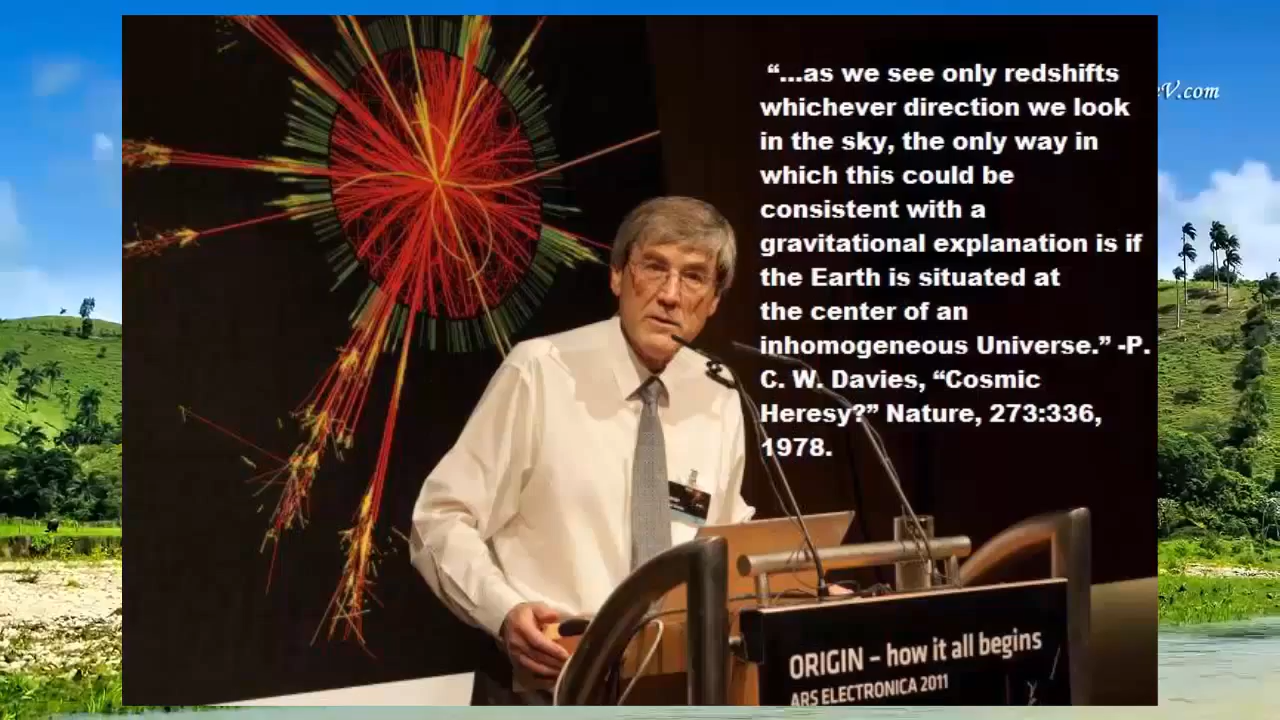 “...as we see only redshifts
whichever direction we look
in the sky, the only way in
which this could be
consistent with a
gravitational explanation is if
the Earth is situated at
the center of an
inhomogeneous Universe.” -P.
C. W. Davies, “Cosmic
Heresy?” Nature, 273:336,
1978.
V.com
ORIGIN – how it all begins
ARS ELECTRONICA 2011